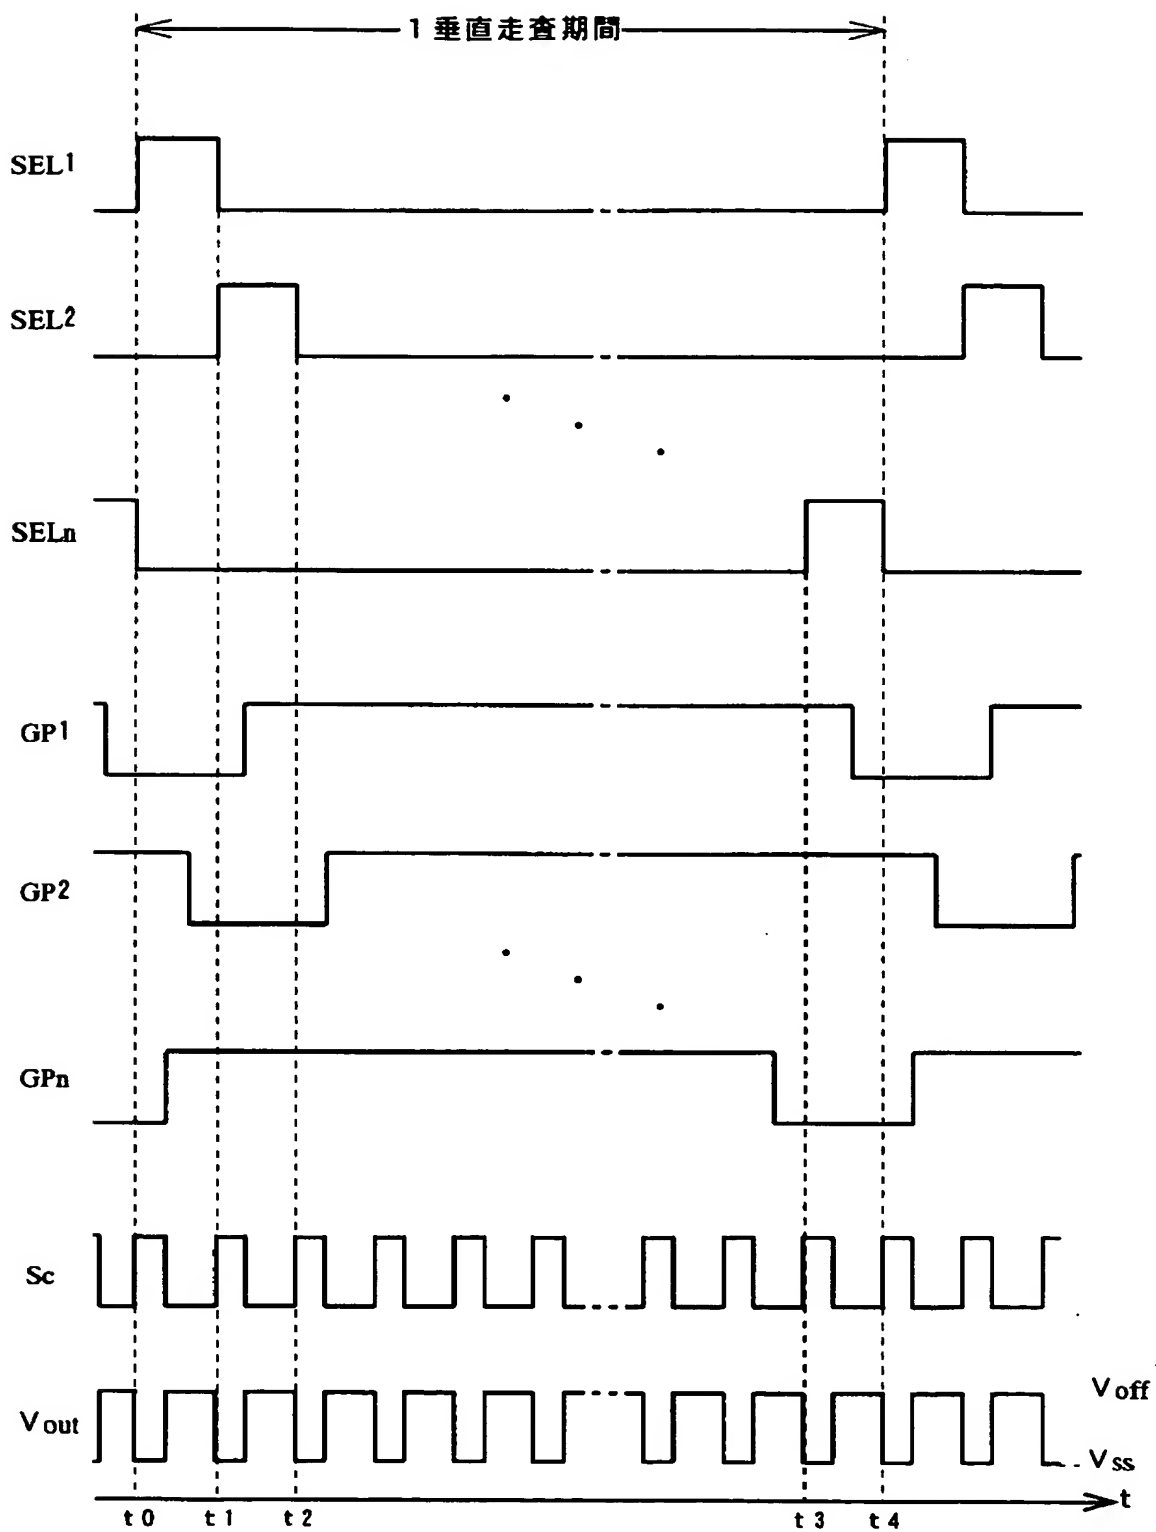 1垂直走査期間
SEL1
SEL2
SELn
GP1
GP2
GPn
Sc
Vout
Voff
Vss
t
t0 t1 t2 t3 t4